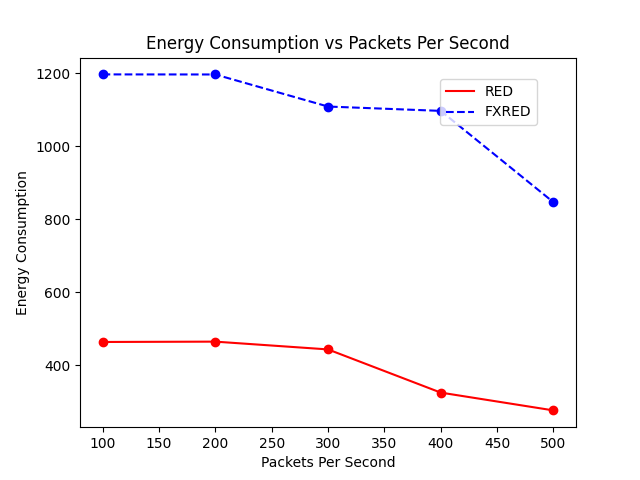 Energy Consumption vs Packets Per Second
RED
FXRED
1200
1000
800
600
400
Energy Consumption
100
150
200
250
300
350
400
450
500
Packets Per Second